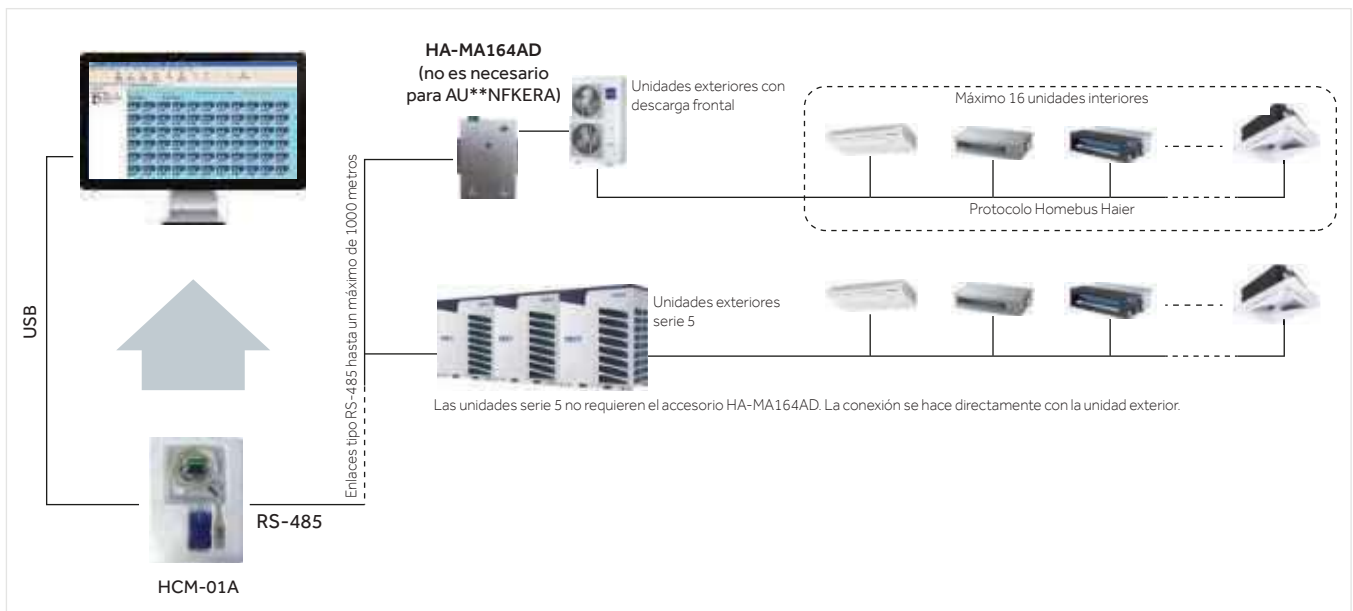 HA-MA164AD
(no es necesario
para AU**NFKERA)
Unidades exteriores con
descarga frontal
Máximo 16 unidades interiores
Protocolo Homebus Haier
USB
Enlaces tipo RS-485 hasta un máximo de 1000 metros
Unidades exteriores
serie 5
Las unidades serie 5 no requieren el accesorio HA-MA164AD. La conexión se hace directamente con la unidad exterior.
RS-485
HCM-01A